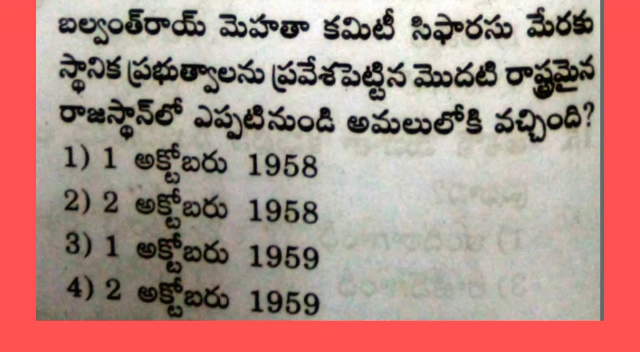 బల్వంత్‌రాయ్ మెహతా కమిటీ సిఫారసు మేరకు
స్థానిక ప్రభుత్వాలను ప్రవేశపెట్టిన మొదటి రాష్ట్రమైన
రాజస్థాన్‌లో ఎప్పటినుండి అమలులోకి వచ్చింది?
1) 1 అక్టోబరు 1958
2) 2 అక్టోబరు 1958
3) 1 అక్టోబరు 1959
4) 2 అక్టోబరు 1959